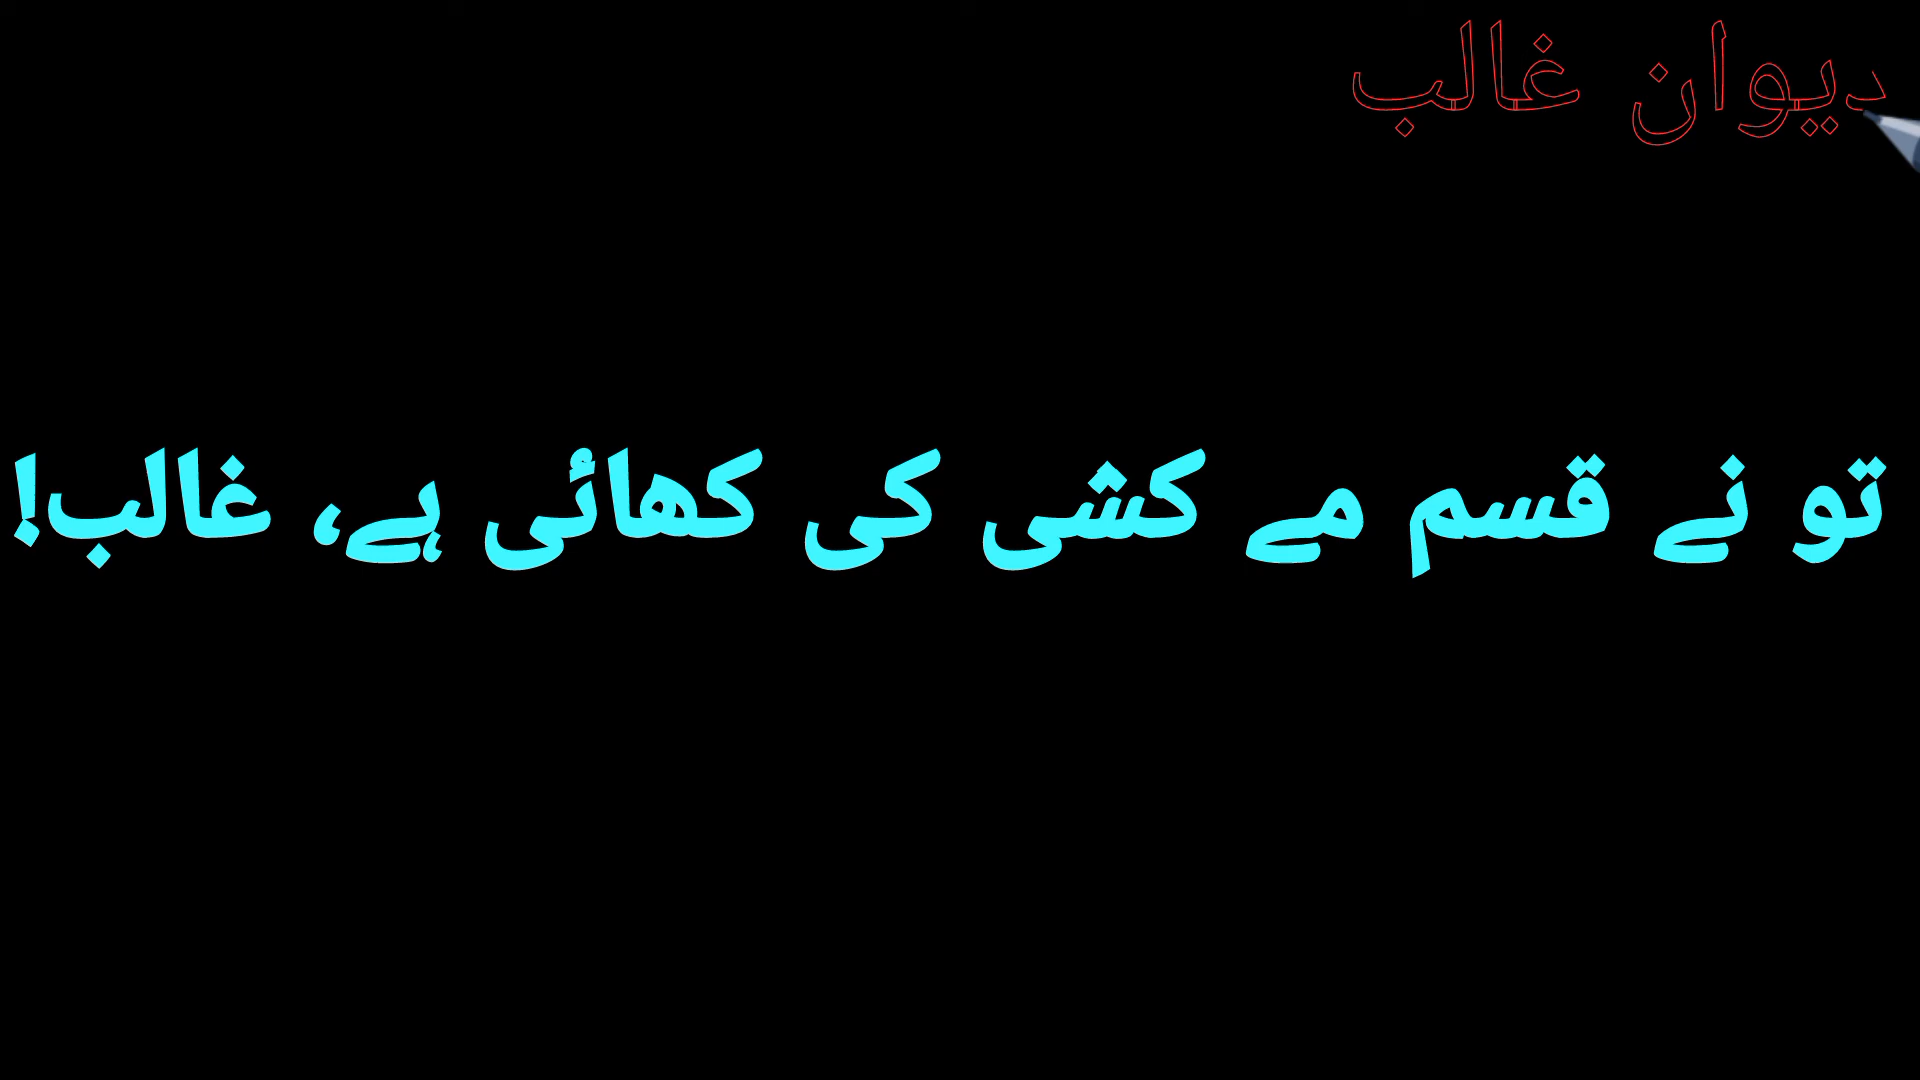 دیوان غالب
تو نے قسم مے کشی کی کھائی ہے، غالب!